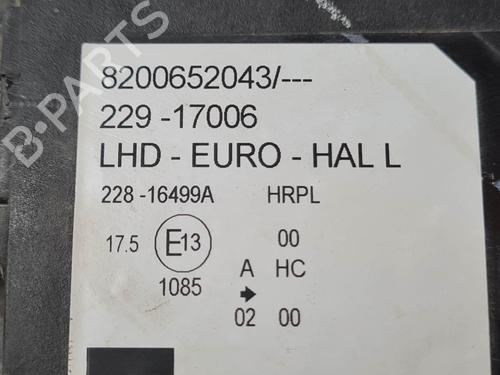 8200652043/---
229 -17006
LHD - EURO - HAL L
228 -16499A HRPL
17.5 E13 00
1085 A HC
02 00
B-PARTS